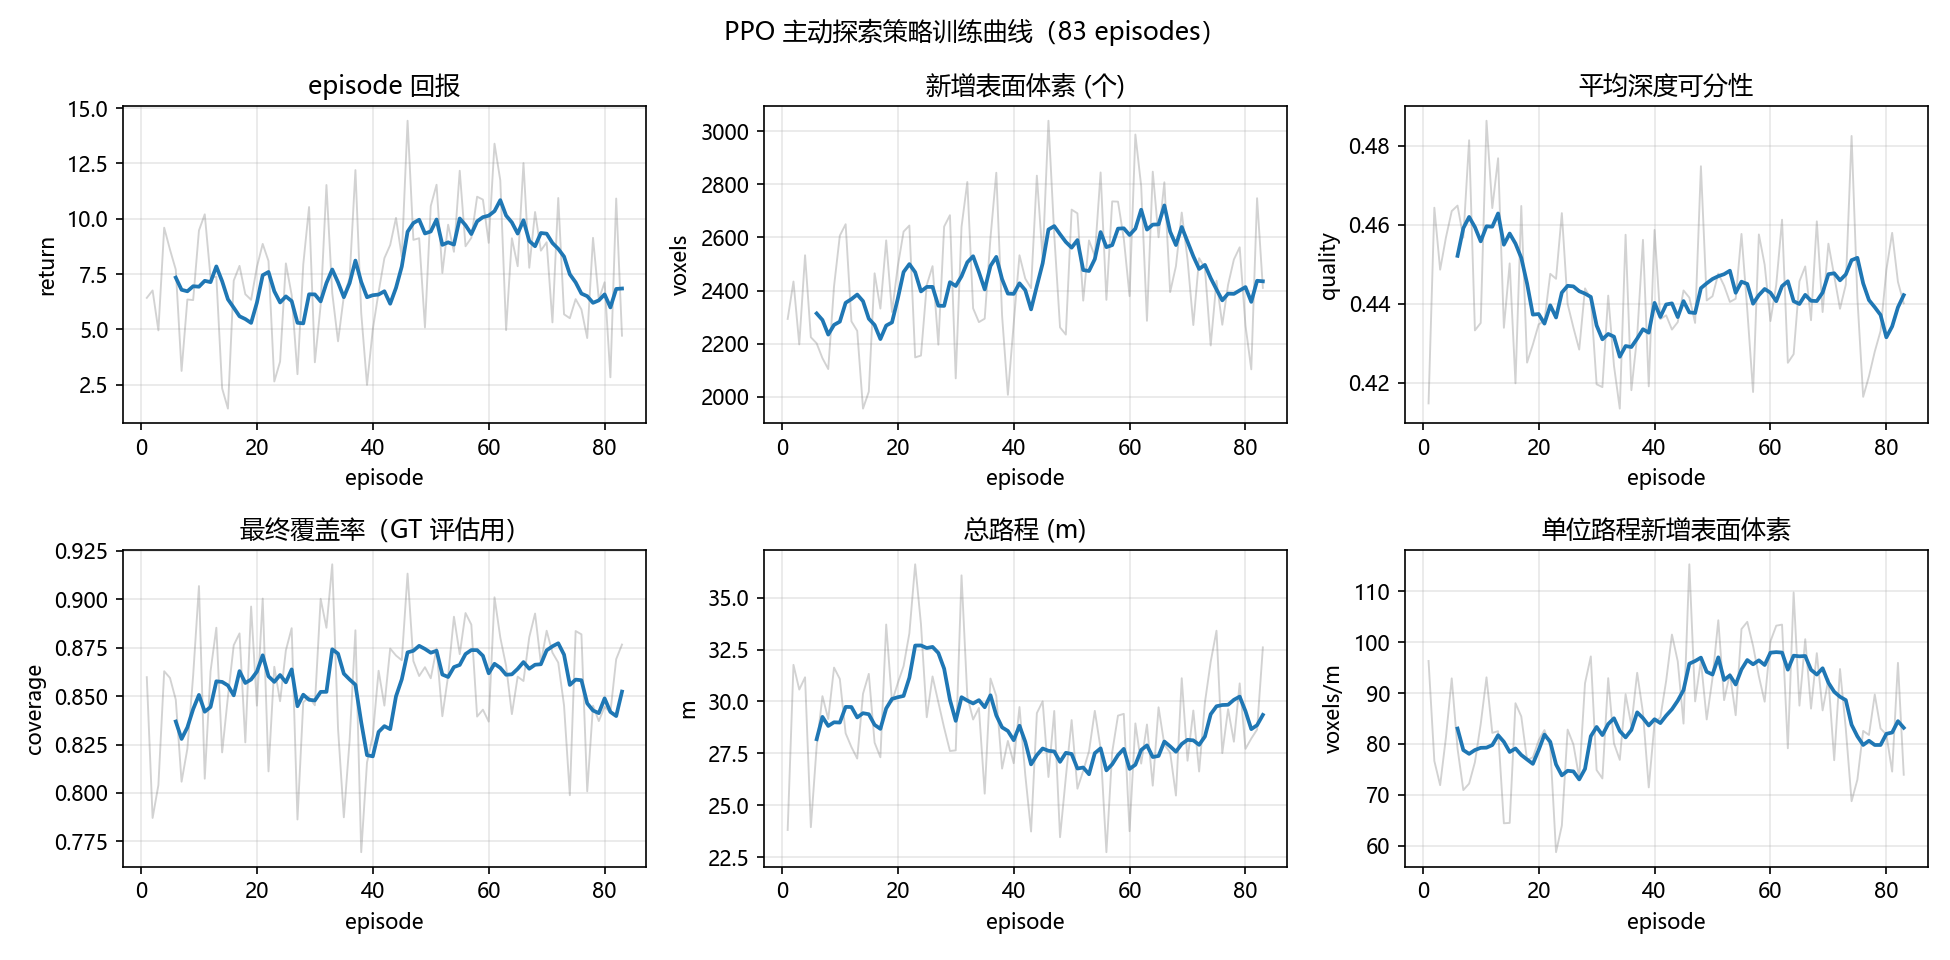 PPO 主动探索策略训练曲线（83 episodes）
episode 回报
15.0
12.5
10.0
7.5
5.0
2.5
return
0 20 40 60 80
episode
新增表面体素 (个)
3000
2800
2600
2400
2200
2000
voxels
0 20 40 60 80
episode
平均深度可分性
0.48
0.46
0.44
0.42
quality
0 20 40 60 80
episode
最终覆盖率（GT 评估用）
0.925
0.900
0.875
0.850
0.825
0.800
0.775
coverage
0 20 40 60 80
episode
总路程 (m)
35.0
32.5
30.0
27.5
25.0
22.5
m
0 20 40 60 80
episode
单位路程新增表面体素
110
100
90
80
70
60
voxels/m
0 20 40 60 80
episode